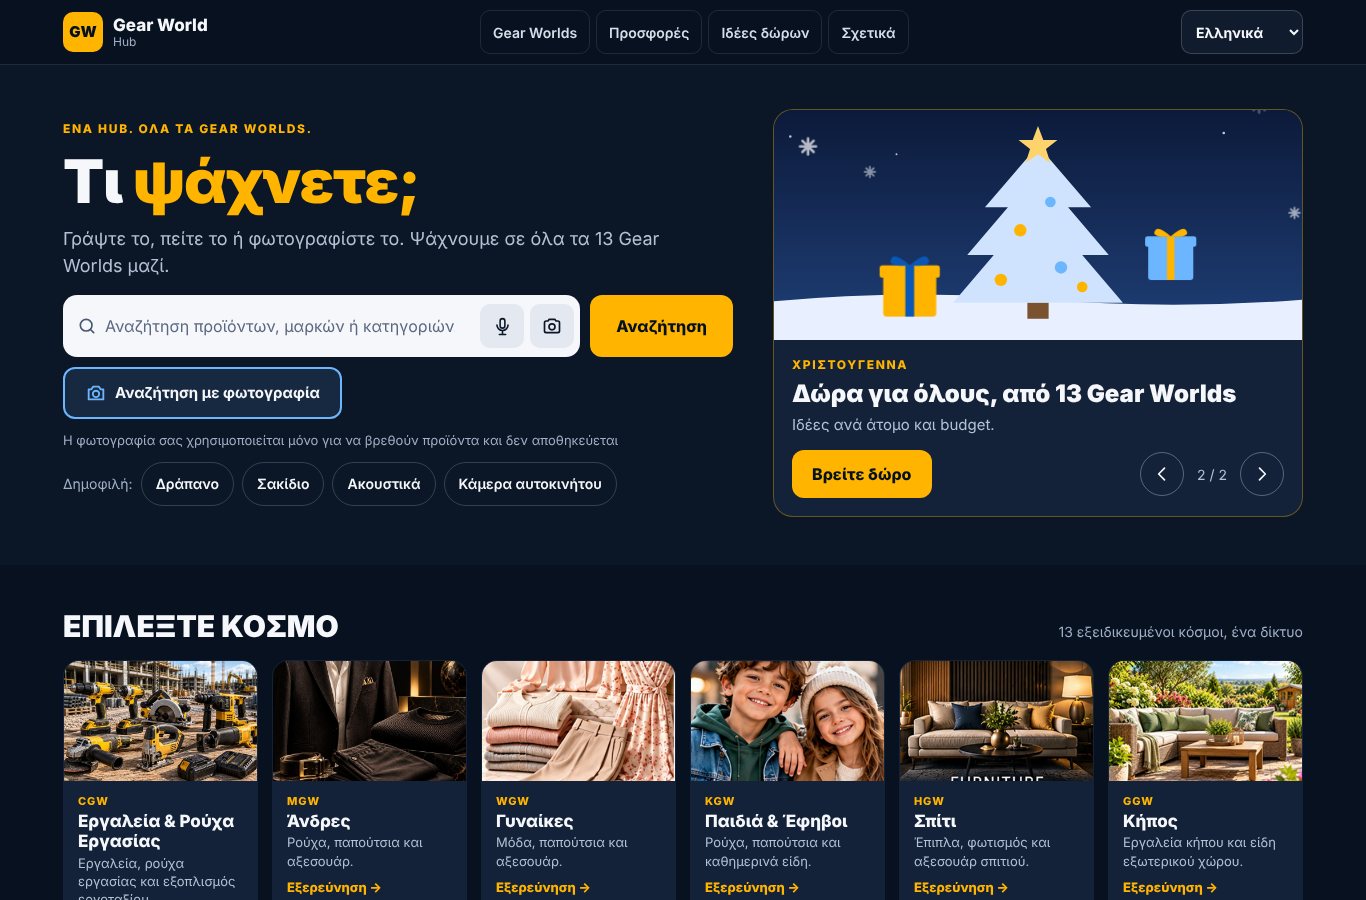 GW
Gear World
Hub
Gear Worlds
Προσφορές
Ιδέες δώρων
Σχετικά
Ελληνικά
ΕΝΑ HUB. ΟΛΑ ΤΑ GEAR WORLDS.
Τι ψάχνετε;
Γράψτε το, πείτε το ή φωτογραφίστε το. Ψάχνουμε σε όλα τα 13 Gear
Worlds μαζί.
Αναζήτηση προϊόντων, μαρκών ή κατηγοριών
Αναζήτηση
Αναζήτηση με φωτογραφία
Η φωτογραφία σας χρησιμοποιείται μόνο για να βρεθούν προϊόντα και δεν αποθηκεύεται
Δημοφιλή:
Δράπανο
Σακίδιο
Ακουστικά
Κάμερα αυτοκινήτου
ΧΡΙΣΤΟΥΓΕΝΝΑ
Δώρα για όλους, από 13 Gear Worlds
Ιδέες ανά άτομο και budget.
Βρείτε δώρο
2 / 2
ΕΠΙΛΕΞΤΕ ΚΟΣΜΟ
13 εξειδικευμένοι κόσμοι, ένα δίκτυο
CGW
Εργαλεία & Ρούχα
Εργασίας
Εργαλεία, ρούχα
εργασίας και εξοπλισμός
εργοταξίου.
MGW
Άνδρες
Ρούχα, παπούτσια και
αξεσουάρ.
Εξερεύνηση →
WGW
Γυναίκες
Μόδα, παπούτσια και
αξεσουάρ.
Εξερεύνηση →
KGW
Παιδιά & Έφηβοι
Ρούχα, παπούτσια και
καθημερινά είδη.
Εξερεύνηση →
FURNITURE
HGW
Σπίτι
Έπιπλα, φωτισμός και
αξεσουάρ σπιτιού.
Εξερεύνηση →
GGW
Κήπος
Εργαλεία κήπου και είδη
εξωτερικού χώρου.
Εξερεύνηση →